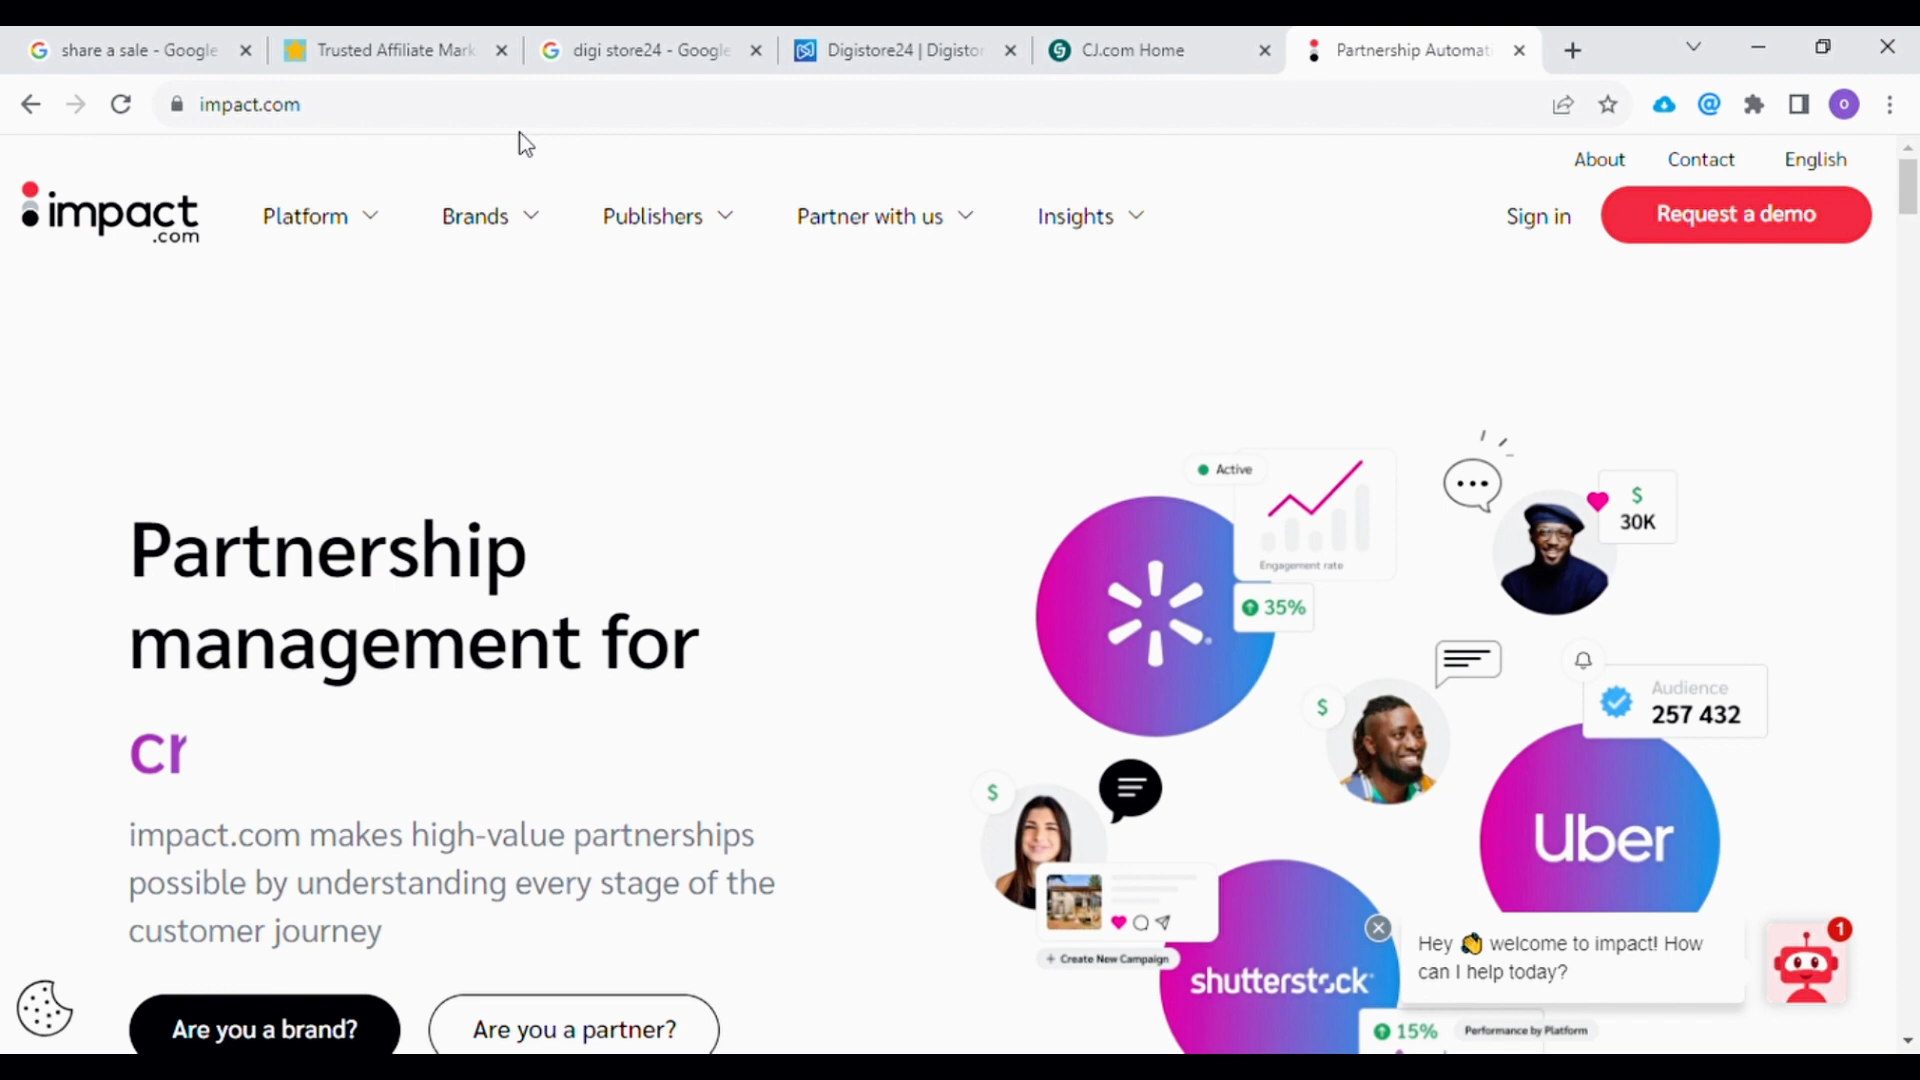 share a sale - Google
Trusted Affiliate Mark
digi store24 - Google
Digistore24 | Digistor
CJ.com Home
Partnership Automat
impact.com
o
About
Contact
English
impact
.com
Platform
Brands
Publishers
Partner with us
Insights
Sign in
Request a demo
Active
Engagement rate
35%
$
30K
Partnership
management for
cr
impact.com makes high-value partnerships
possible by understanding every stage of the
customer journey
Are you a brand?
Are you a partner?
$
Audience
257 432
$
Uber
+ Create New Campaign
shutterstock
Hey 👋 welcome to impact! How
can I help today?
1
15%
Performance by Platform